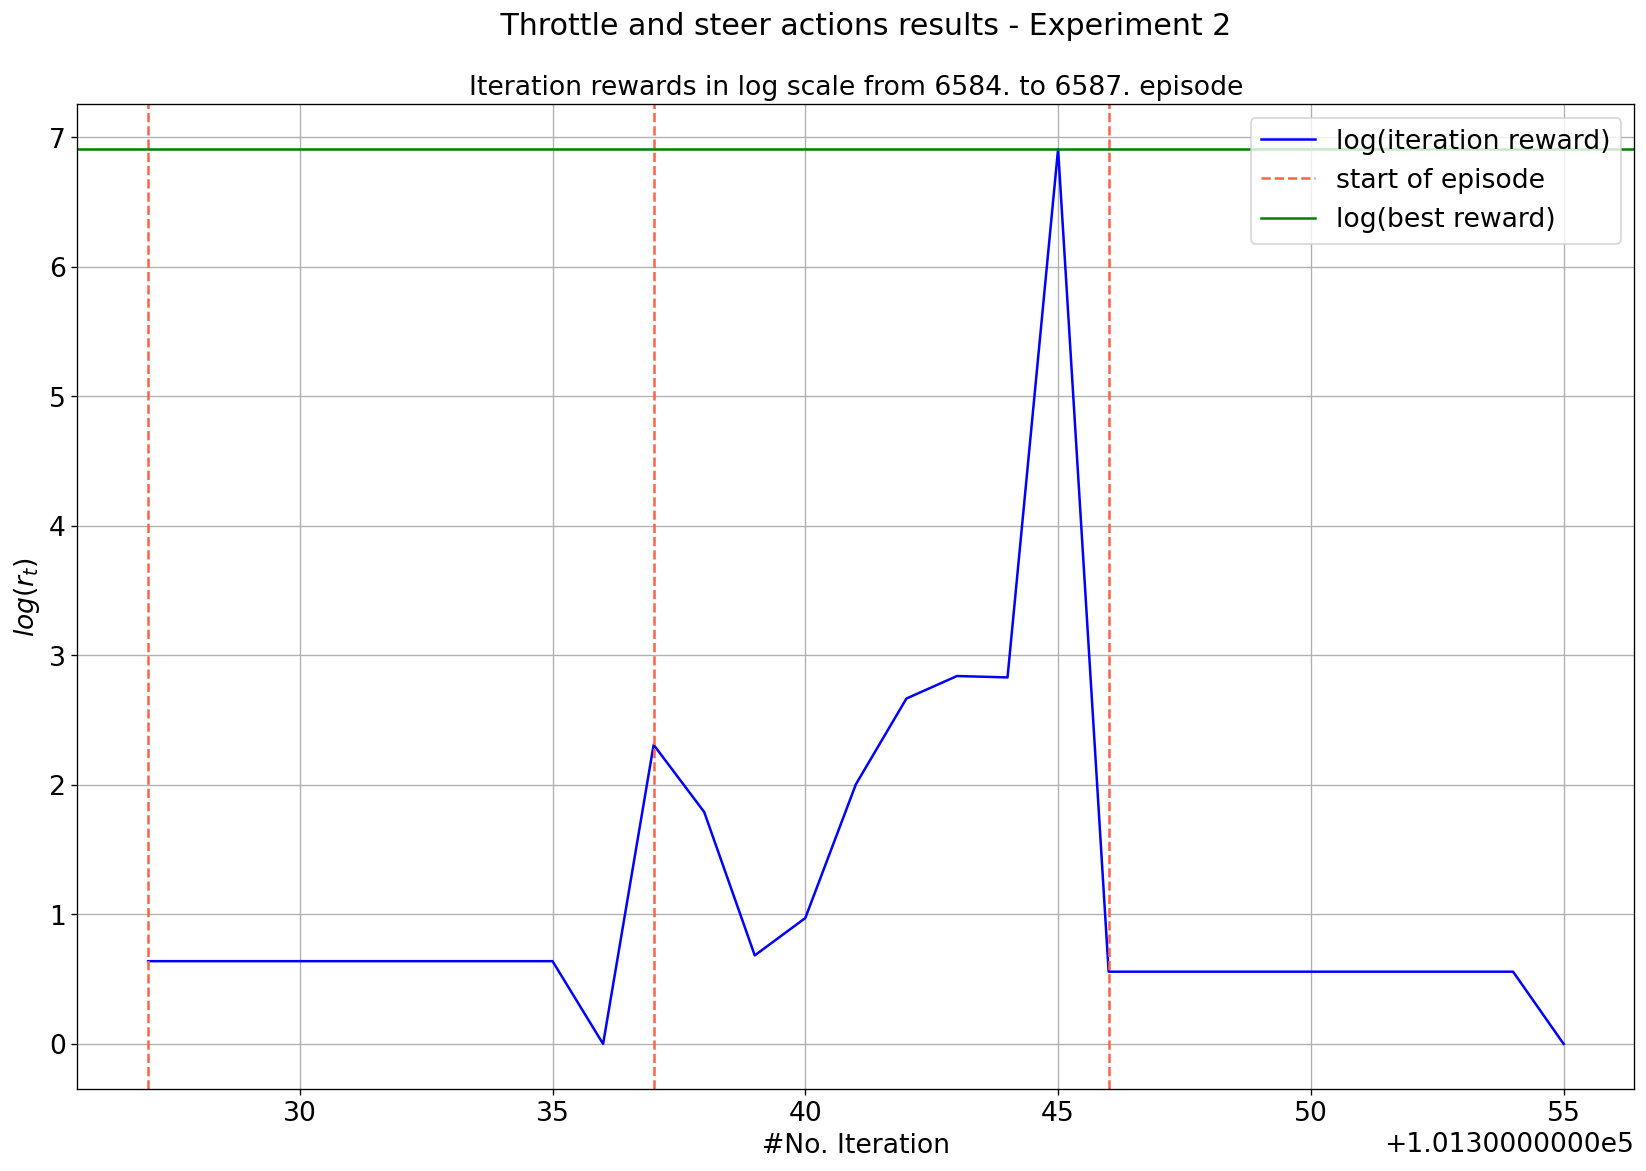 Throttle and steer actions results - Experiment 2
Iteration rewards in log scale from 6584. to 6587. episode
log(iteration reward)
start of episode
log(best reward)
7
6
5
4
3
2
1
0
log(r_t)
30 35 40 45 50 55
#No. Iteration
+1.0130000000e5